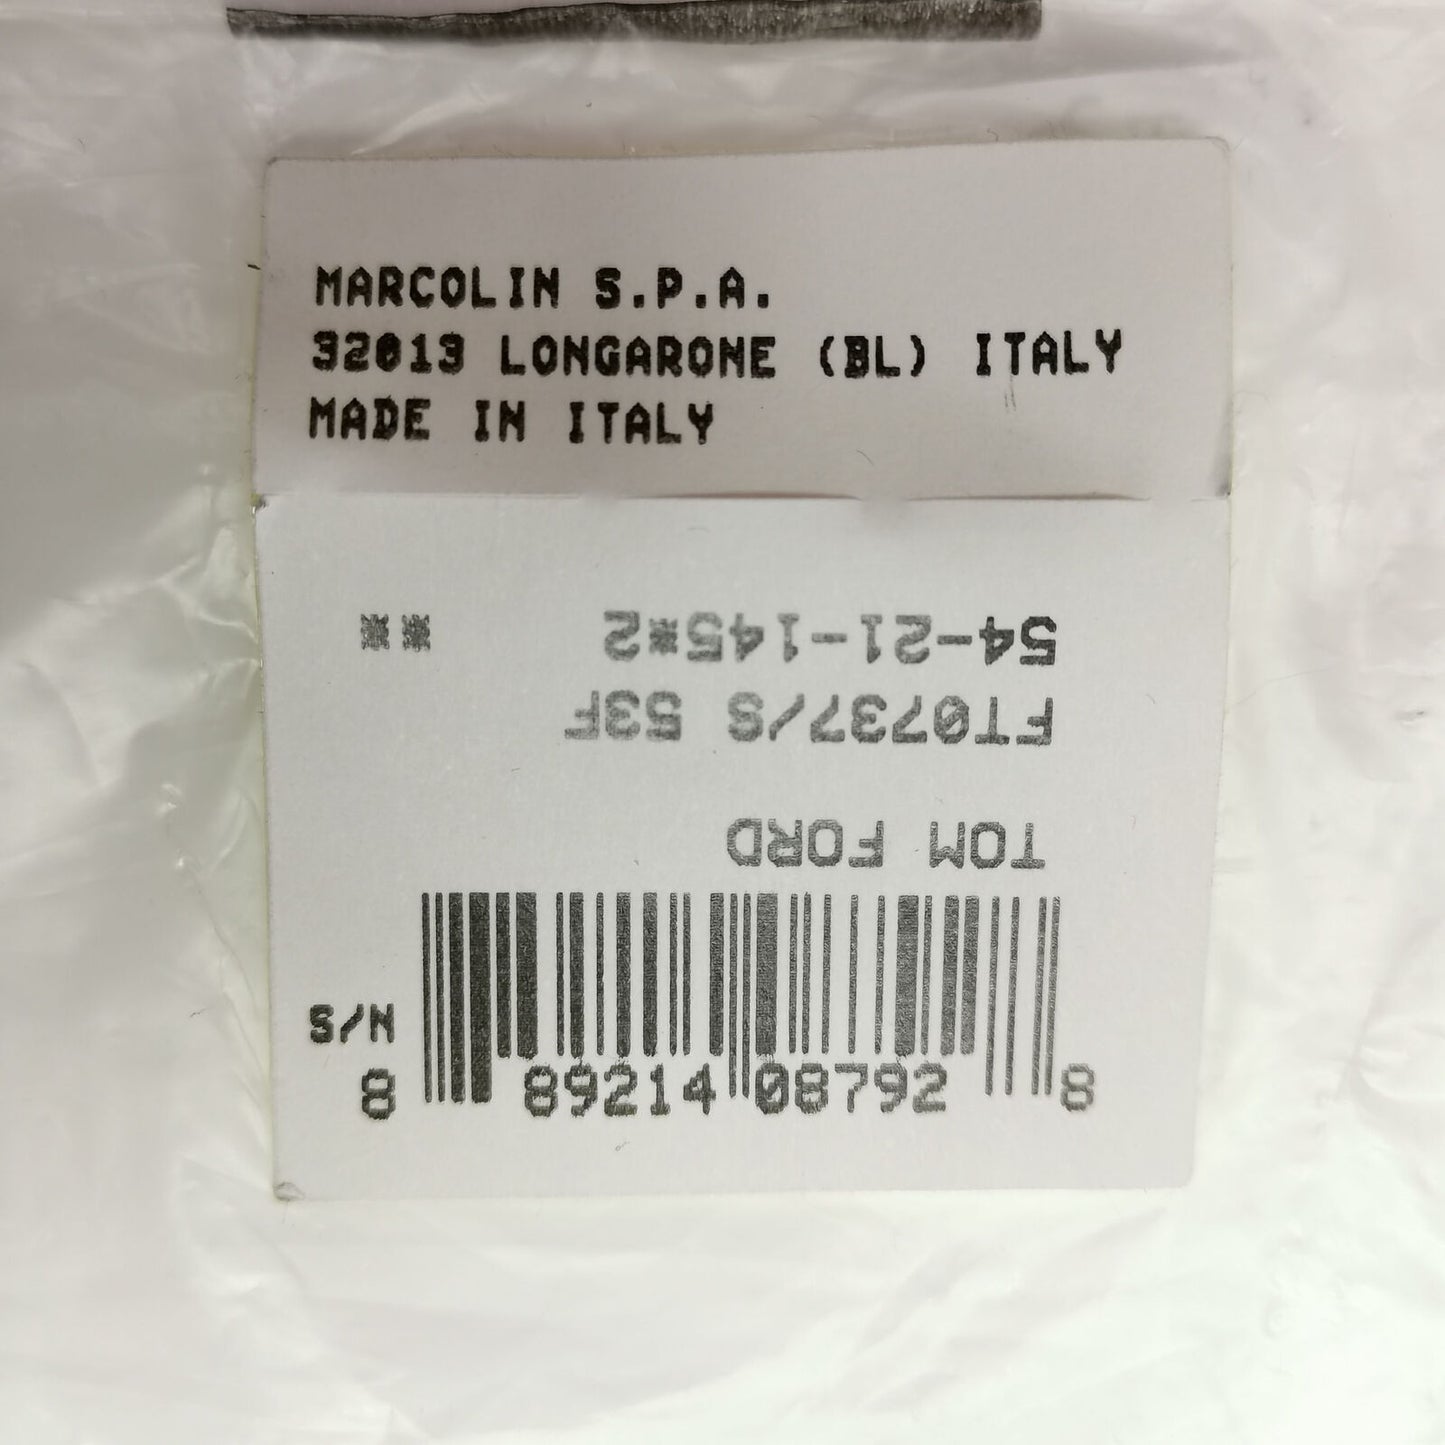 MARCOLIN S.P.A.
32013 LONGARONE (BL) ITALY
MADE IN ITALY
TOM FORD
FT0737/S 53F
54-21-145*2 **
S/N
8 89214 08792 8